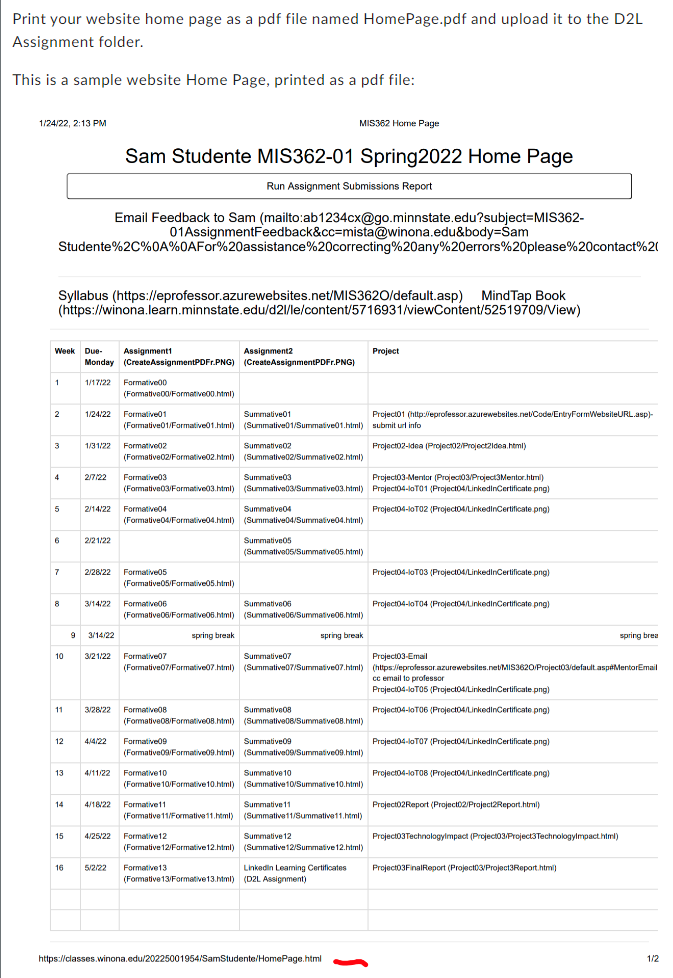 Print your website home page as a pdf file named HomePage.pdf and upload it to the D2L
Assignment folder.
This is a sample website Home Page, printed as a pdf file:
1/24/22, 2:13 PM MIS362 Home Page
Sam Studente MIS362-01 Spring2022 Home Page
Run Assignment Submissions Report
Email Feedback to Sam (mailto:ab1234cx@go.minnstate.edu?subject=MIS362-
01AssignmentFeedback&cc=mista@winona.edu&body=Sam
Studente%2C%0A%0AFor%20assistance%20correcting%20any%20errors%20please%20contact%20
Syllabus (https://eprofessor.azurewebsites.net/MIS362O/default.asp) MindTap Book
(https://winona.learn.minnstate.edu/d2l/le/content/5716931/viewContent/52519709/View)
Week Due- Assignment1 Assignment2 Project
Monday (CreateAssignmentPDFr.PNG) (CreateAssignmentPDFr.PNG)
1 1/17/22 Formative00
(Formative00/Formative00.html)
2 1/24/22 Formative01 Summative01 Project01 (http://eprofessor.azurewebsites.net/Code/EntryFormWebsiteURL.asp)-
(Formative01/Formative01.html) (Summative01/Summative01.html) submit url info
3 1/31/22 Formative02 Summative02 Project02-Idea (Project02/Project2Idea.html)
(Formative02/Formative02.html) (Summative02/Summative02.html)
4 2/7/22 Formative03 Summative03 Project03-Mentor (Project03/Project3Mentor.html)
(Formative03/Formative03.html) (Summative03/Summative03.html) Project04-IoT01 (Project04/LinkedInCertificate.png)
5 2/14/22 Formative04 Summative04 Project04-IoT02 (Project04/LinkedInCertificate.png)
(Formative04/Formative04.html) (Summative04/Summative04.html)
6 2/21/22 Summative05
(Summative05/Summative05.html)
7 2/28/22 Formative05 Project04-IoT03 (Project04/LinkedInCertificate.png)
(Formative05/Formative05.html)
8 3/14/22 Formative06 Summative06 Project04-IoT04 (Project04/LinkedInCertificate.png)
(Formative06/Formative06.html) (Summative06/Summative06.html)
9 3/14/22 spring break spring break spring brea
10 3/21/22 Formative07 Summative07 Project03-Email
(Formative07/Formative07.html) (Summative07/Summative07.html) (https://eprofessor.azurewebsites.net/MIS362O/Project03/default.asp#MentorEmail
cc email to professor
Project04-IoT05 (Project04/LinkedInCertificate.png)
11 3/28/22 Formative08 Summative08 Project04-IoT06 (Project04/LinkedInCertificate.png)
(Formative08/Formative08.html) (Summative08/Summative08.html)
12 4/4/22 Formative09 Summative09 Project04-IoT07 (Project04/LinkedInCertificate.png)
(Formative09/Formative09.html) (Summative09/Summative09.html)
13 4/11/22 Formative10 Summative10 Project04-IoT08 (Project04/LinkedInCertificate.png)
(Formative10/Formative10.html) (Summative10/Summative10.html)
14 4/18/22 Formative11 Summative11 Project02Report (Project02/Project2Report.html)
(Formative11/Formative11.html) (Summative11/Summative11.html)
15 4/25/22 Formative12 Summative12 Project03TechnologyImpact (Project03/Project3TechnologyImpact.html)
(Formative12/Formative12.html) (Summative12/Summative12.html)
16 5/2/22 Formative13 LinkedIn Learning Certificates Project03FinalReport (Project03/Project3Report.html)
(Formative13/Formative13.html) (D2L Assignment)
https://classes.winona.edu/20225001954/SamStudente/HomePage.html 1/2